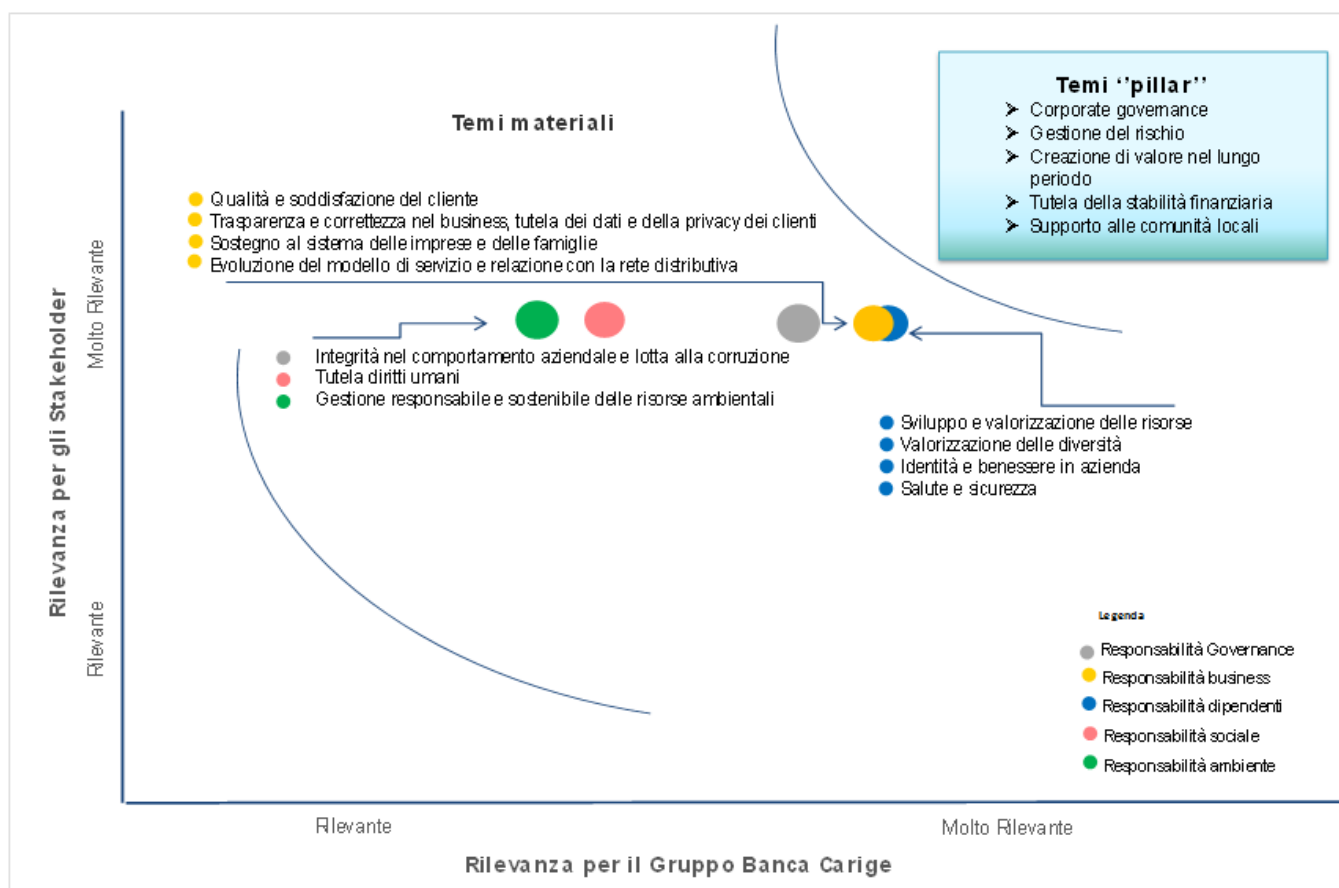 Temi ‘’pillar’’
➢ Corporate governance
➢ Gestione del rischio
➢ Creazione di valore nel lungo
periodo
➢ Tutela della stabilità finanziaria
➢ Supporto alle comunità locali
Temi materiali
Qualità e soddisfazione del cliente
Trasparenza e correttezza nel business, tutela dei dati e della privacy dei clienti
Sostegno al sistema delle imprese e delle famiglie
Evoluzione del modello di servizio e relazione con la rete distributiva
Integrità nel comportamento aziendale e lotta alla corruzione
Tutela diritti umani
Gestione responsabile e sostenibile delle risorse ambientali
Sviluppo e valorizzazione delle risorse
Valorizzazione delle diversità
Identità e benessere in azienda
Salute e sicurezza
Rilevanza per gli Stakeholder
Molto Rilevante
Rilevante
Legenda
Responsabilità Governance
Responsabilità business
Responsabilità dipendenti
Responsabilità sociale
Responsabilità ambiente
Rilevante
Molto Rilevante
Rilevanza per il Gruppo Banca Carige